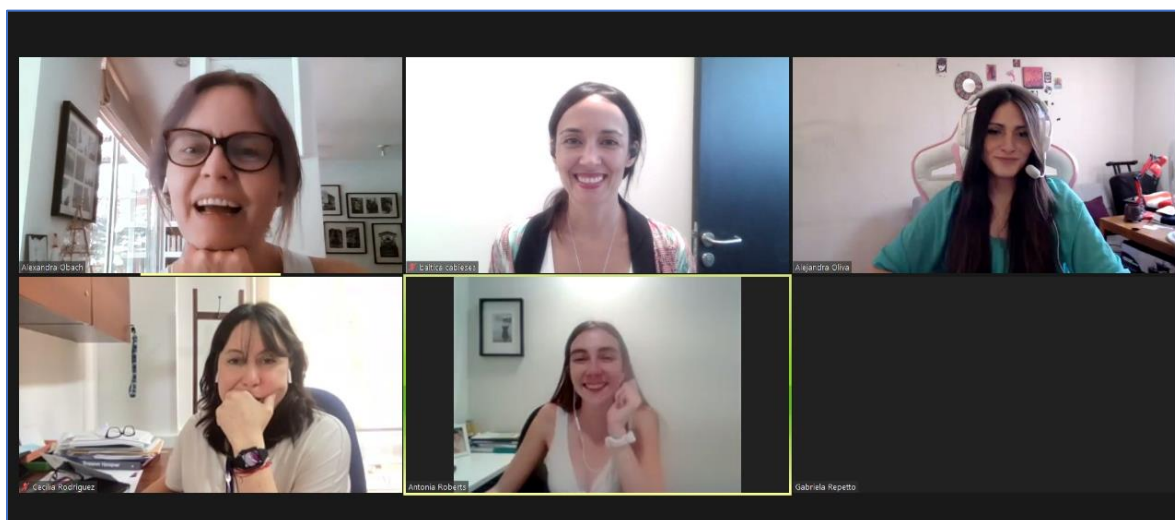 Alexandra Obach
baltica cabieses
Alejandra Oliva
Cecilia Rodriguez
Antonia Roberts
Gabriela Repetto